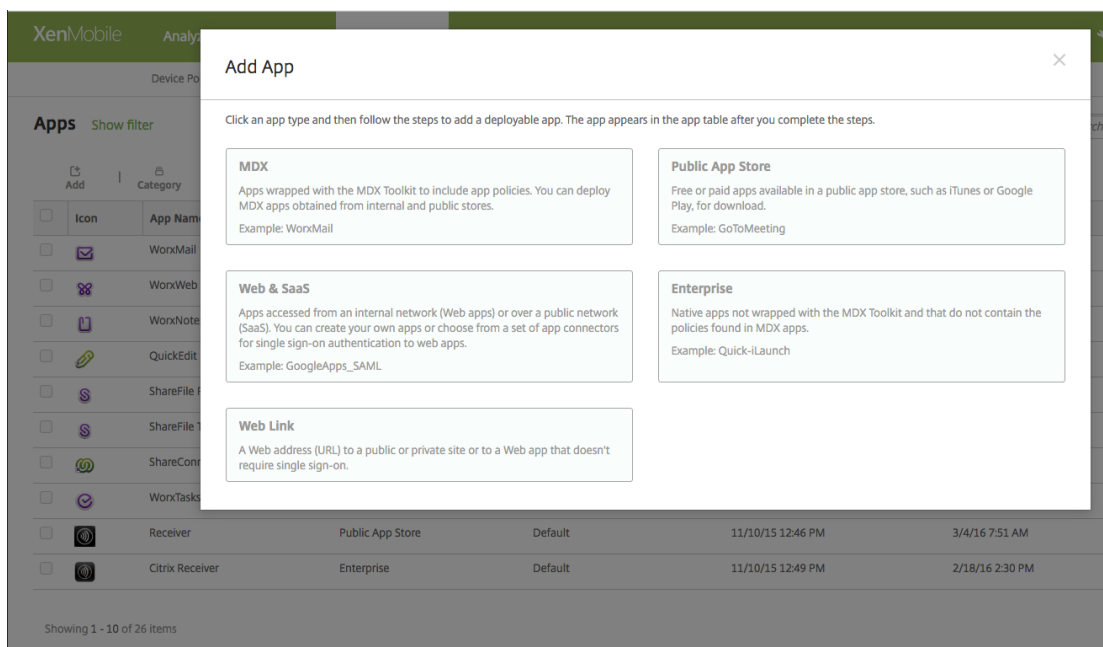 XenMobile
Add App
Click an app type and then follow the steps to add a deployable app. The app appears in the app table after you complete the steps.
Apps Show filter
Add | Category
Icon App Nam
WorxMail
WorxWeb
WorxNote
QuickEdit
ShareFile
ShareFile
ShareConn
WorxTasks
MDX
Apps wrapped with the MDX Toolkit to include app policies. You can deploy
MDX apps obtained from internal and public stores.
Example: WorxMail
Public App Store
Free or paid apps available in a public app store, such as iTunes or Google
Play, for download.
Example: GoToMeeting
Web & SaaS
Apps accessed from an internal network (Web apps) or over a public network
(SaaS). You can create your own apps or choose from a set of app connectors
for single sign-on authentication to web apps.
Example: GoogleApps_SAML
Enterprise
Native apps not wrapped with the MDX Toolkit and that do not contain the
policies found in MDX apps.
Example: Quick-iLaunch
Web Link
A Web address (URL) to a public or private site or to a Web app that doesn't
require single sign-on.
Receiver Public App Store Default 11/10/15 12:46 PM 3/4/16 7:51 AM
Citrix Receiver Enterprise Default 11/10/15 12:49 PM 2/18/16 2:30 PM
Showing 1 - 10 of 26 items